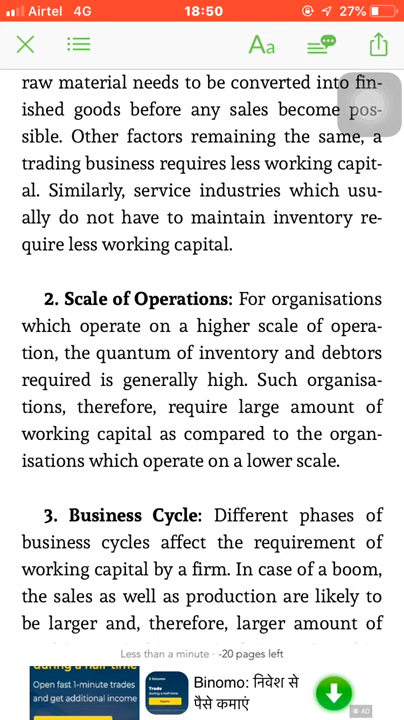 Airtel 4G 18:50 27%
Aa
raw material needs to be converted into fin-
ished goods before any sales become pos-
sible. Other factors remaining the same, a
trading business requires less working capit-
al. Similarly, service industries which usu-
ally do not have to maintain inventory re-
quire less working capital.
2. Scale of Operations: For organisations
which operate on a higher scale of opera-
tion, the quantum of inventory and debtors
required is generally high. Such organisa-
tions, therefore, require large amount of
working capital as compared to the organ-
isations which operate on a lower scale.
3. Business Cycle: Different phases of
business cycles affect the requirement of
working capital by a firm. In case of a boom,
the sales as well as production are likely to
be larger and, therefore, larger amount of
Less than a minute · -20 pages left
during a half-time
Open fast 1-minute trades
and get additional income
Trade
Binomo: निवेश से
पैसे कमाएं
AD